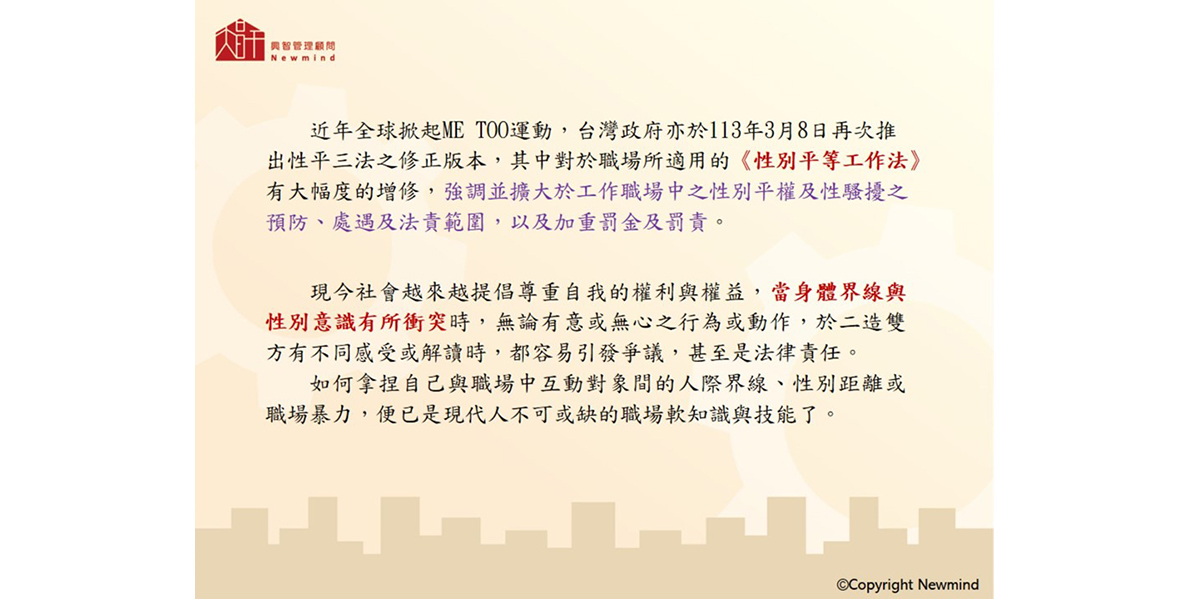 興智管理顧問
Newmind
近年全球掀起ME TOO運動，台灣政府亦於113年3月8日再次推
出性平三法之修正版本，其中對於職場所適用的《性別平等工作法》
有大幅度的增修，強調並擴大於工作職場中之性別平權及性騷擾之
預防、處遇及法責範圍，以及加重罰金及罰責。
現今社會越來越提倡尊重自我的權利與權益，當身體界線與
性別意識有所衝突時，無論有意或無心之行為或動作，於二造雙
方有不同感受或解讀時，都容易引發爭議，甚至是法律責任。
如何拿捏自己與職場中互動對象間的人際界線、性別距離或
職場暴力，便已是現代人不可或缺的職場軟知識與技能了。
©Copyright Newmind